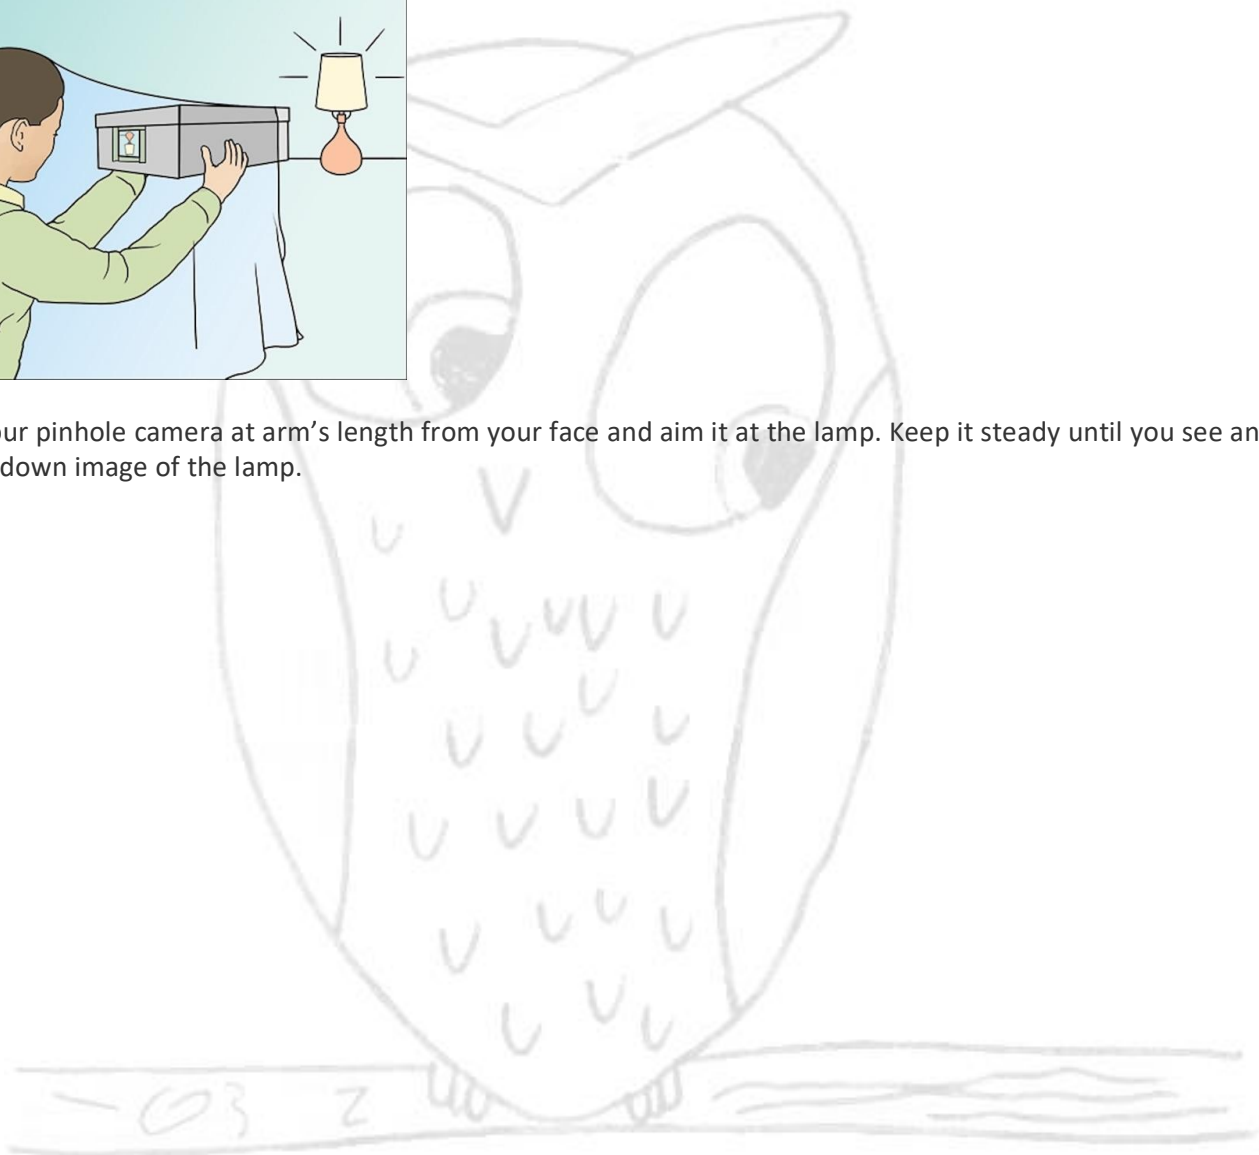 ur pinhole camera at arm's length from your face and aim it at the lamp. Keep it steady until you see an
down image of the lamp.